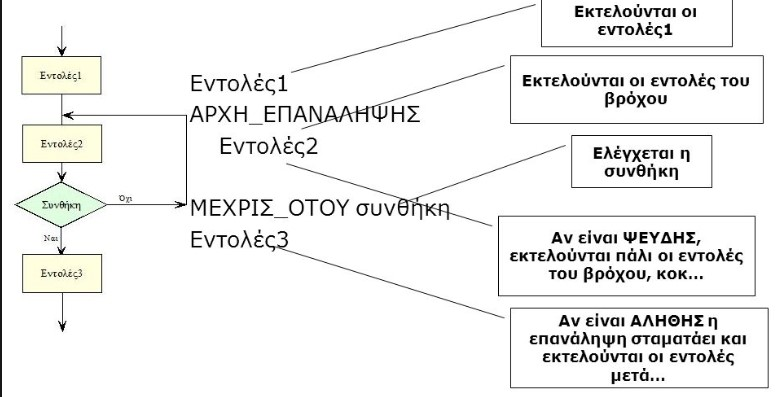 Εντολές1
Εντολές2
Συνθήκη
Όχι
Ναι
Εντολές3
Εντολές1
ΑΡΧΗ_ΕΠΑΝΑΛΗΨΗΣ
Εντολές2
ΜΕΧΡΙΣ_ΟΤΟΥ συνθήκη
Εντολές3
Εκτελούνται οι
εντολές1
Εκτελούνται οι εντολές του
βρόχου
Ελέγχεται η
συνθήκη
Αν είναι ΨΕΥΔΗΣ,
εκτελούνται πάλι οι εντολές
του βρόχου, κοκ...
Αν είναι ΑΛΗΘΗΣ η
επανάληψη σταματάει και
εκτελούνται οι εντολές
μετά...